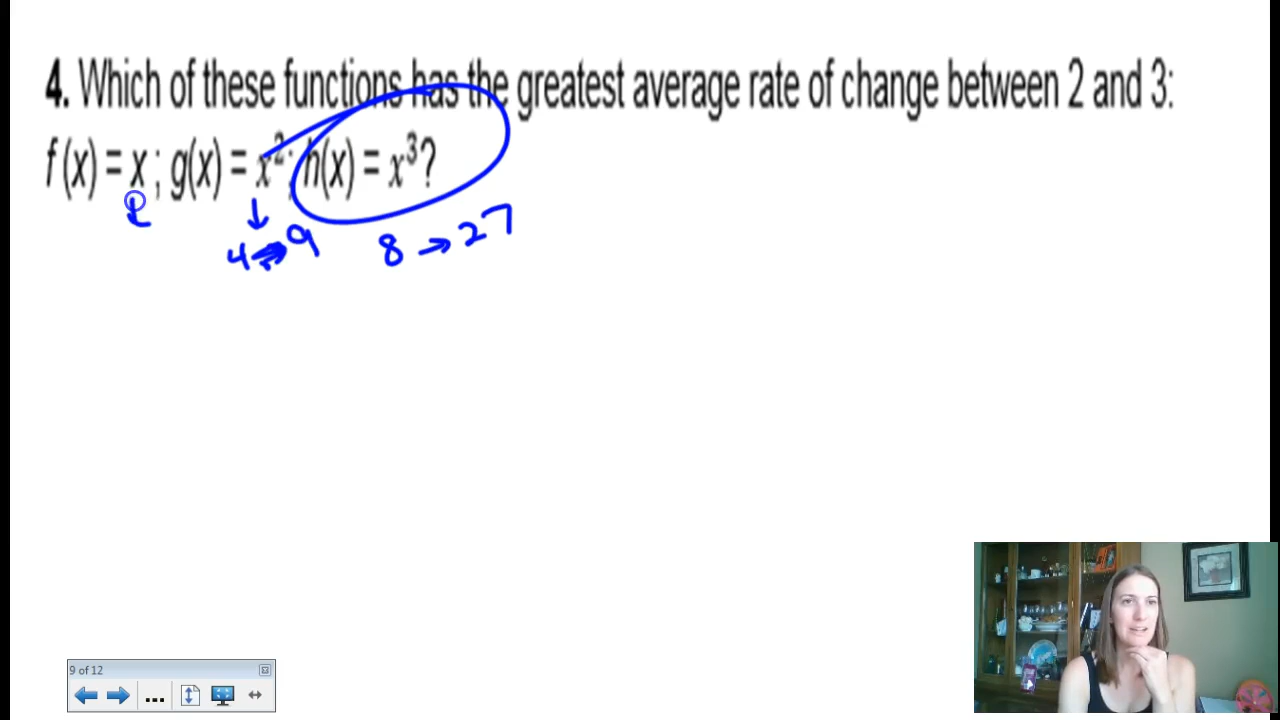 4. Which of these functions has the greatest average rate of change between 2 and 3:
f (x) = x ; g(x) = x²; h(x) = x³?
4 → 9 8 → 27
9 of 12
...